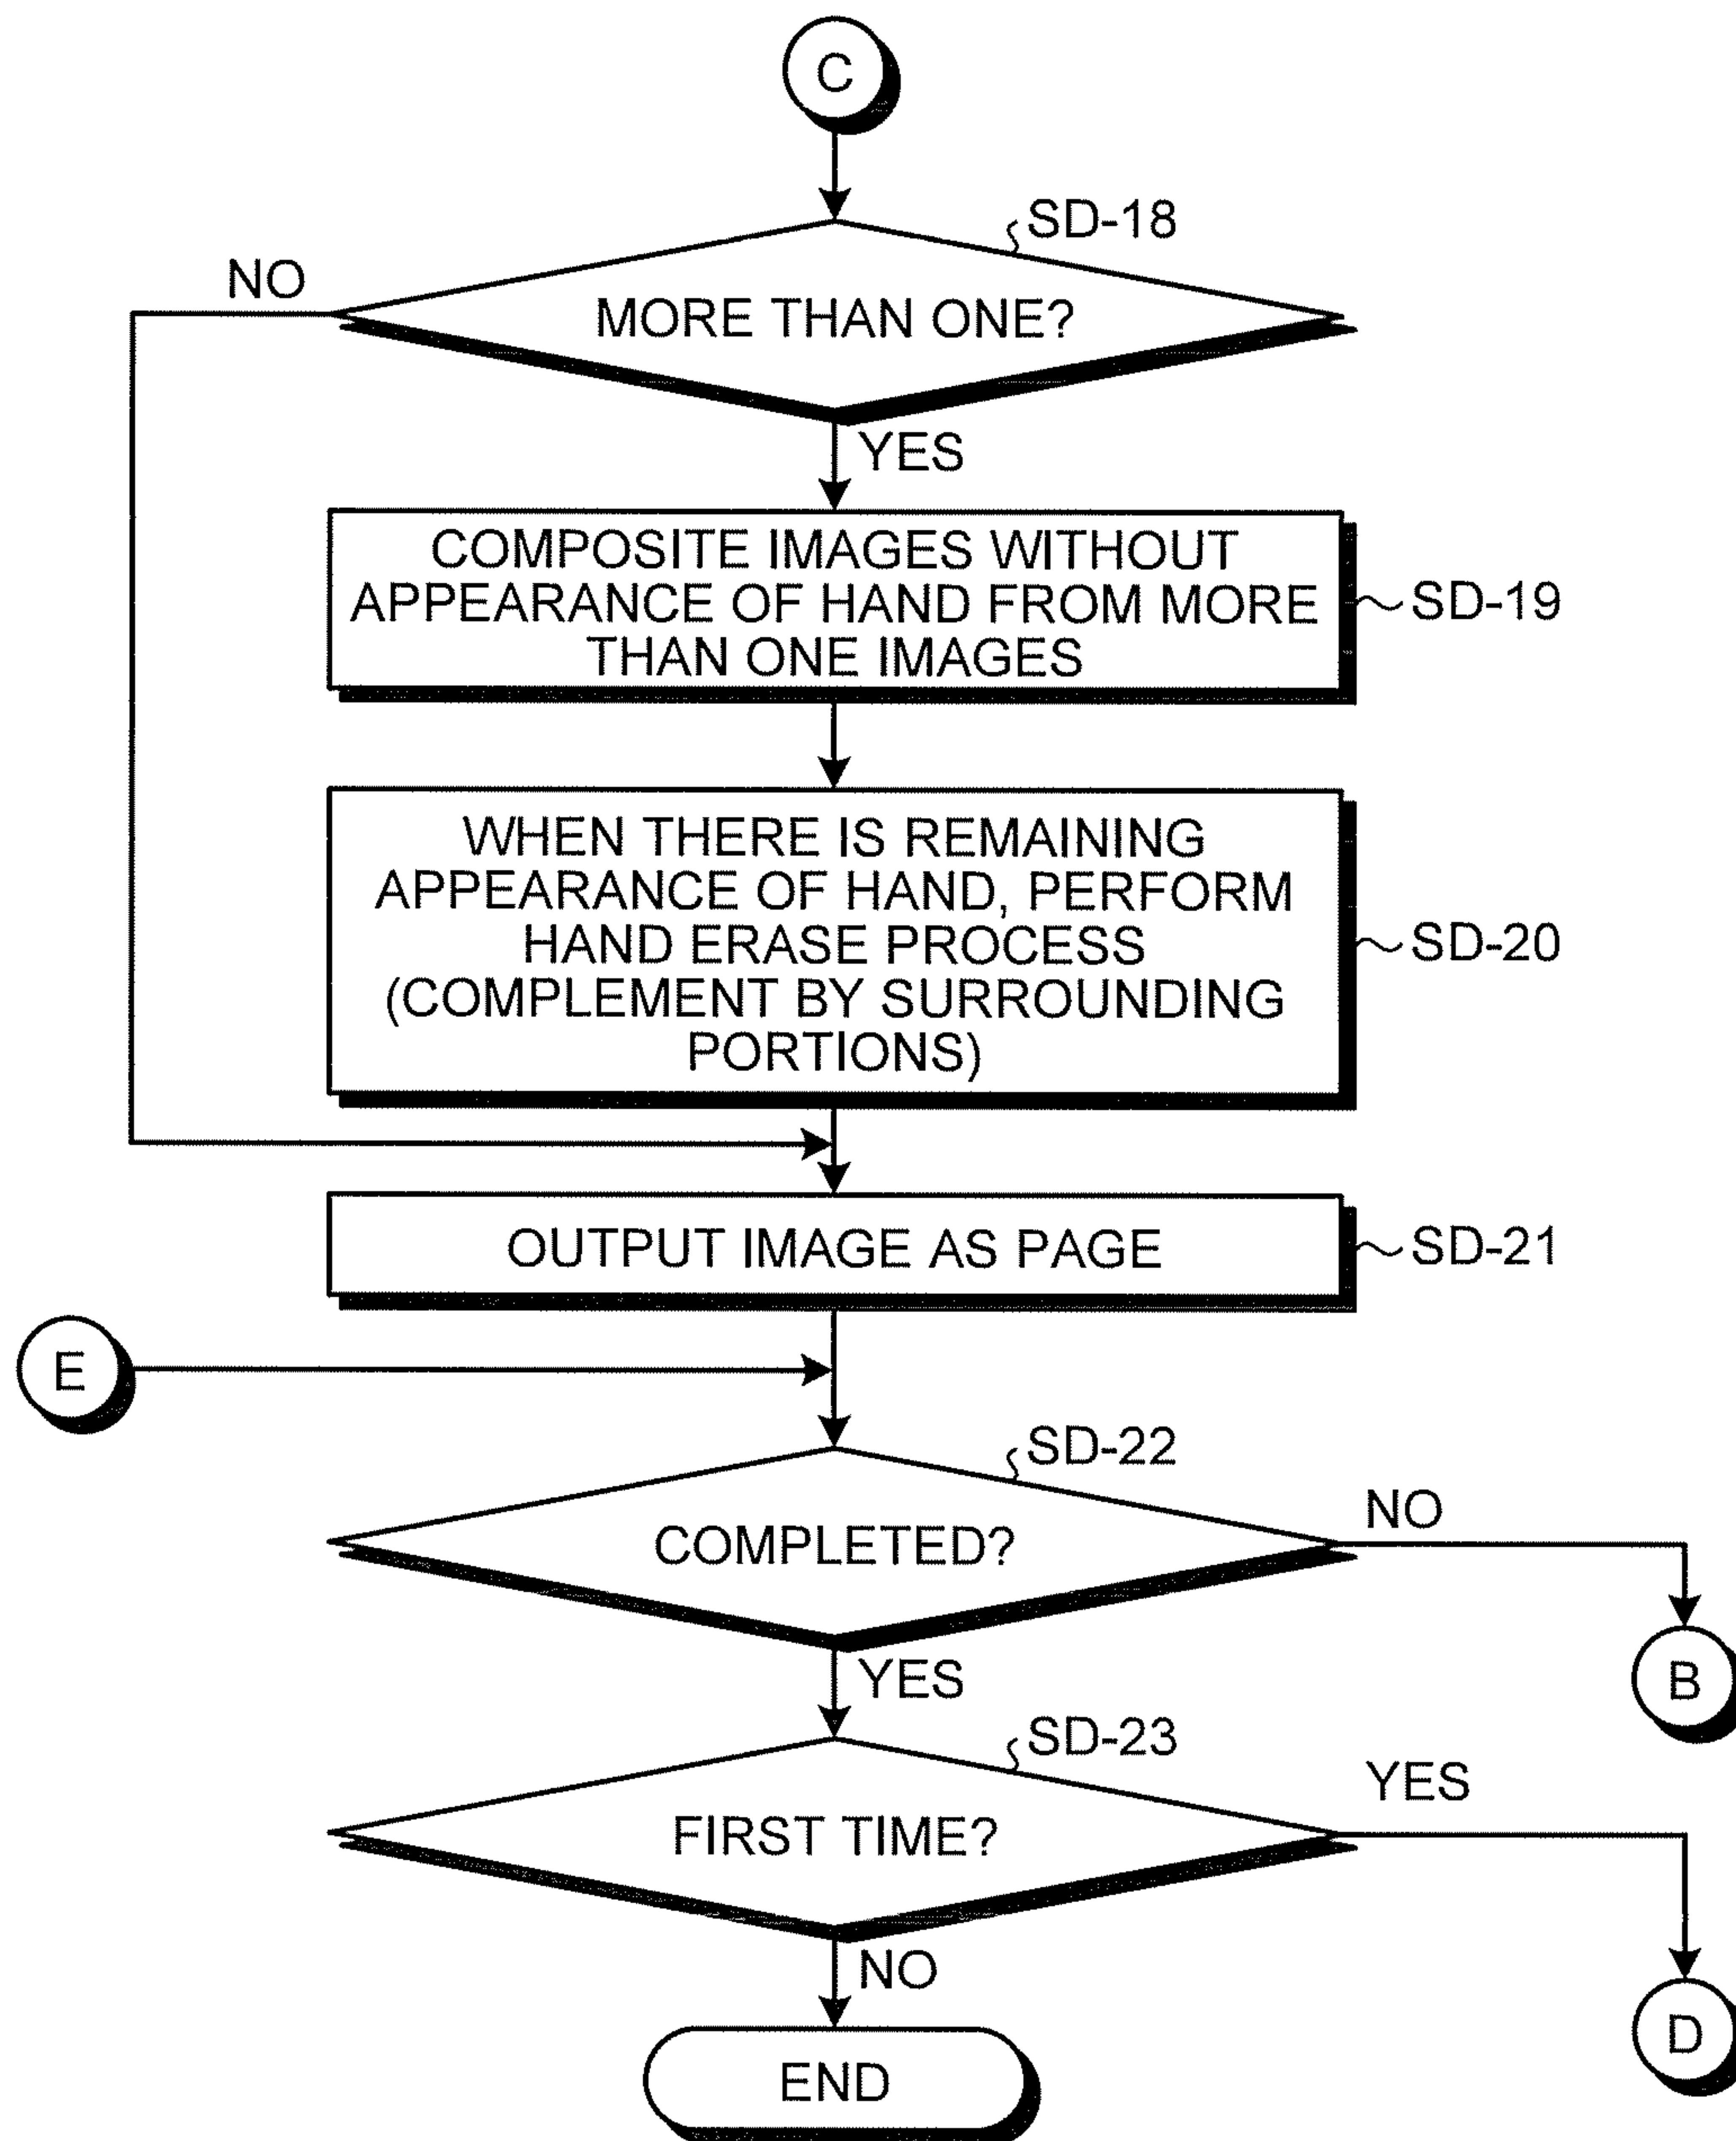 C
SD-18
NO
MORE THAN ONE?
YES
COMPOSITE IMAGES WITHOUT
APPEARANCE OF HAND FROM MORE
THAN ONE IMAGES
SD-19
WHEN THERE IS REMAINING
APPEARANCE OF HAND, PERFORM
HAND ERASE PROCESS
(COMPLEMENT BY SURROUNDING
PORTIONS)
SD-20
OUTPUT IMAGE AS PAGE
SD-21
E
SD-22
COMPLETED?
NO
B
YES
SD-23
FIRST TIME?
YES
D
NO
END